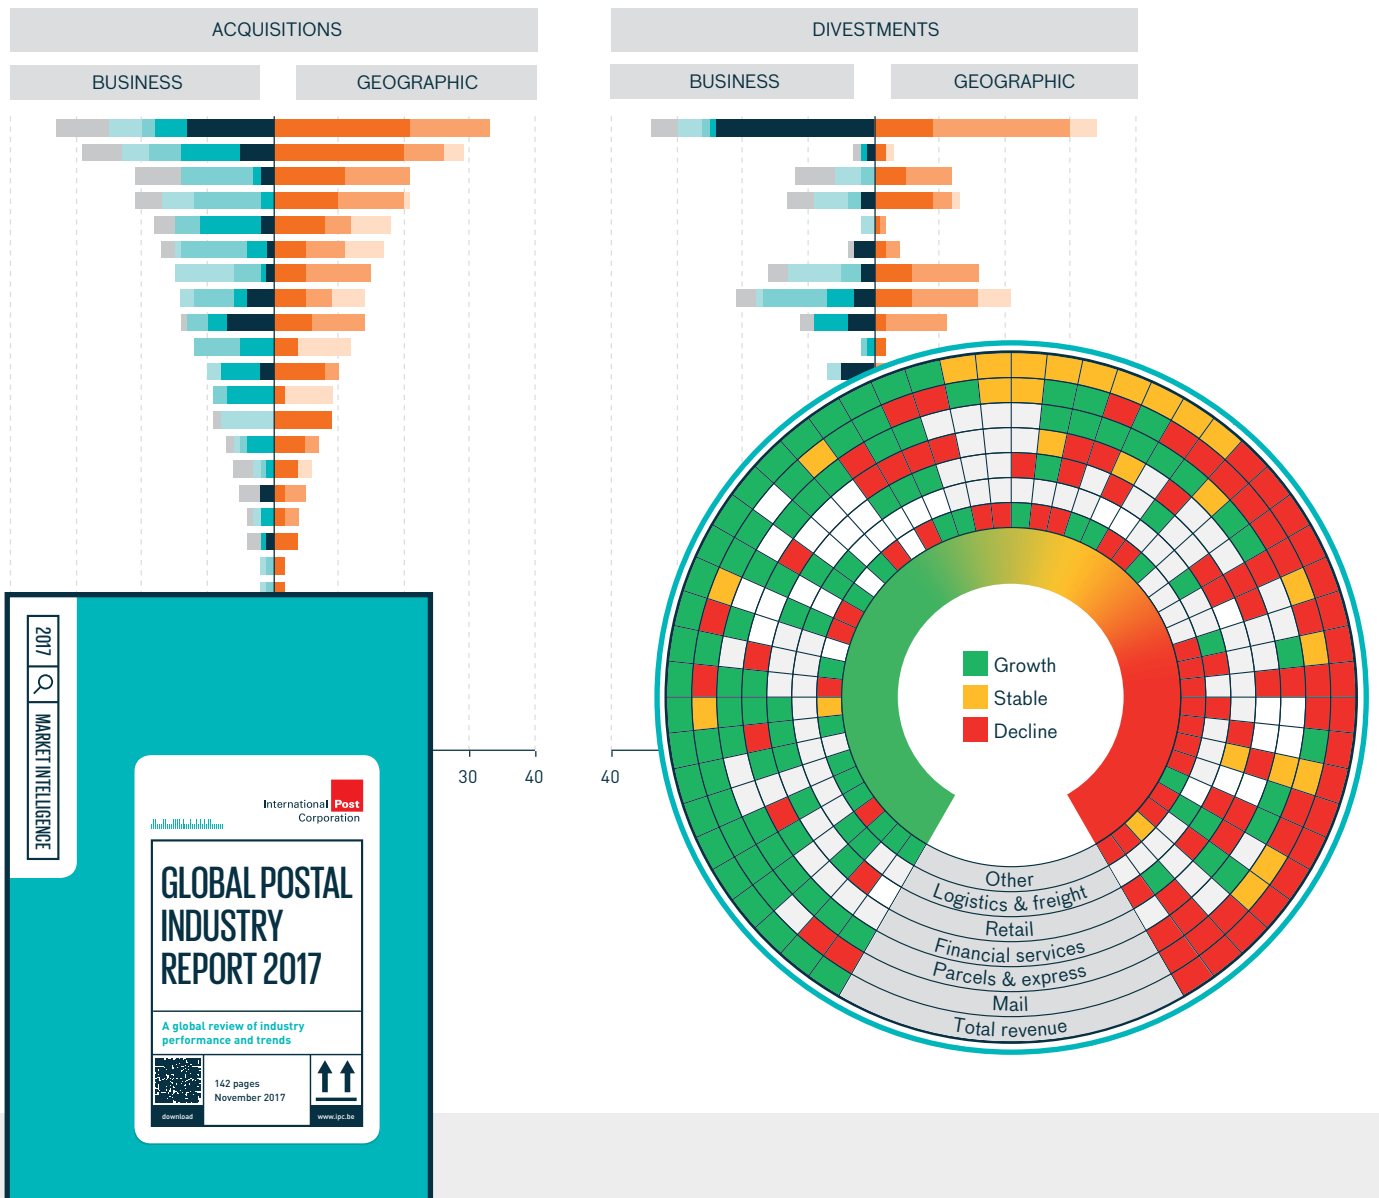 ACQUISITIONS
DIVESTMENTS
BUSINESS
GEOGRAPHIC
BUSINESS
GEOGRAPHIC
30
40
40
Growth
Stable
Decline
Other
Logistics & freight
Retail
Financial services
Parcels & express
Mail
Total revenue
2017
MARKET INTELLIGENCE
International Post
Corporation
GLOBAL POSTAL
INDUSTRY
REPORT 2017
A global review of industry
performance and trends
142 pages
November 2017
download
www.ipc.be